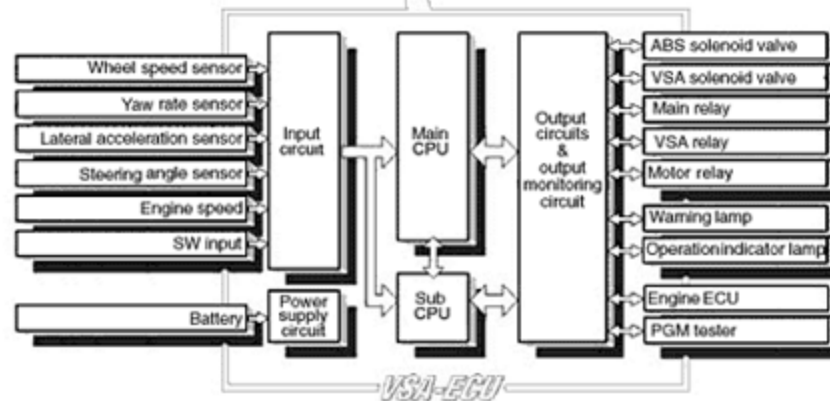 Wheel speed sensor
Yaw rate sensor
Lateral acceleration sensor
Steering angle sensor
Engine speed
SW input
Battery
Input
circuit
Power
supply
circuit
Main
CPU
Sub
CPU
Output
circuits
&
output
monitoring
circuit
ABS solenoid valve
VSA solenoid valve
Main relay
VSA relay
Motor relay
Warning lamp
Operation indicator lamp
Engine ECU
PGM tester
VSA-ECU